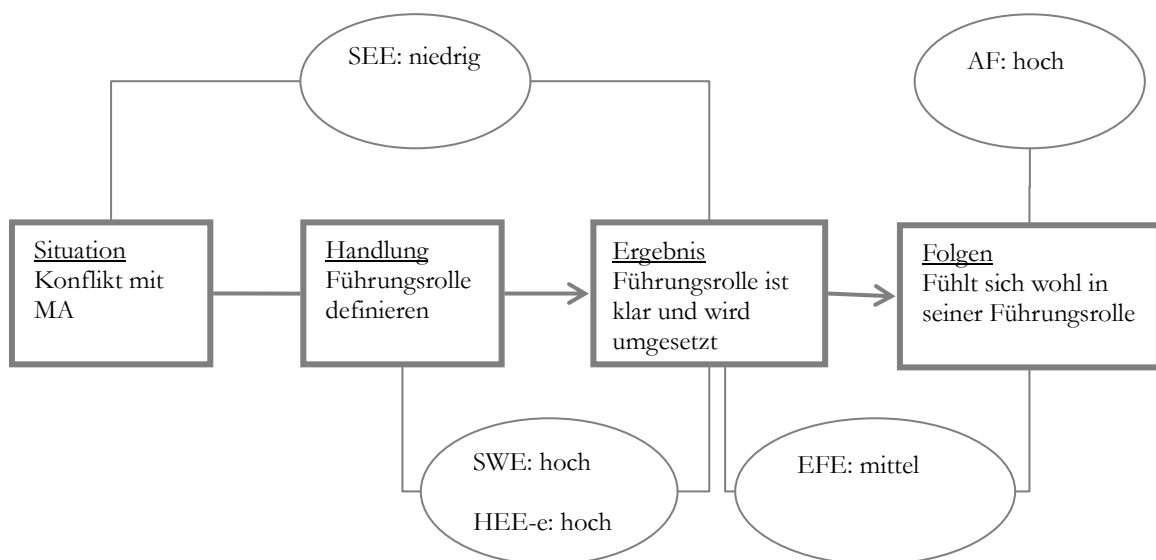 SEE: niedrig
AF: hoch
Situation
Konflikt mit
MA
Handlung
Führungsrolle
definieren
Ergebnis
Führungsrolle ist
klar und wird
umgesetzt
Folgen
Fühlt sich wohl in
seiner Führungsrolle
SWE: hoch
HEE-e: hoch
EFE: mittel